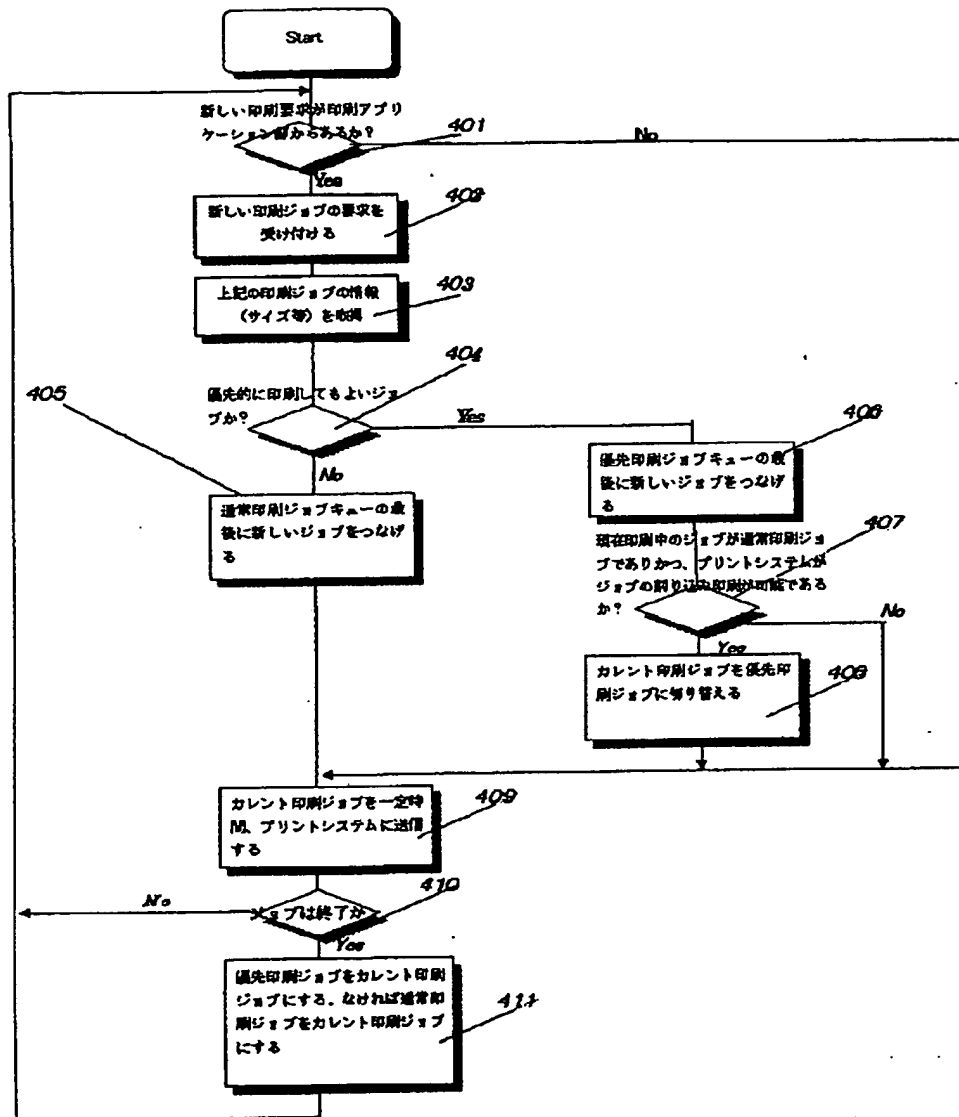 Start
新しい印刷要求が印刷アプリ
ケーション部からあるか?
401
No
Yes
402
新しい印刷ジョブの要求を
受け付ける
403
上記の印刷ジョブの情報
(サイズ等)を取得
404
405
優先的に印刷してもよいジョ
ブか?
Yes
No
406
優先印刷ジョブキューの最
後に新しいジョブをつなげ
る
通常印刷ジョブキューの最
後に新しいジョブをつなげ
る
407
現在印刷中のジョブが通常印刷ジョ
ブでありかつ、プリントシステムが
ジョブの割り込み印刷が可能である
か?
No
Yes
408
カレント印刷ジョブを優先印
刷ジョブに切り替える
409
カレント印刷ジョブを一定時
間、プリントシステムに送信
する
410
ジョブは終了か
No
Yes
411
優先印刷ジョブをカレント印刷
ジョブにする、なければ通常印
刷ジョブをカレント印刷ジョブ
にする